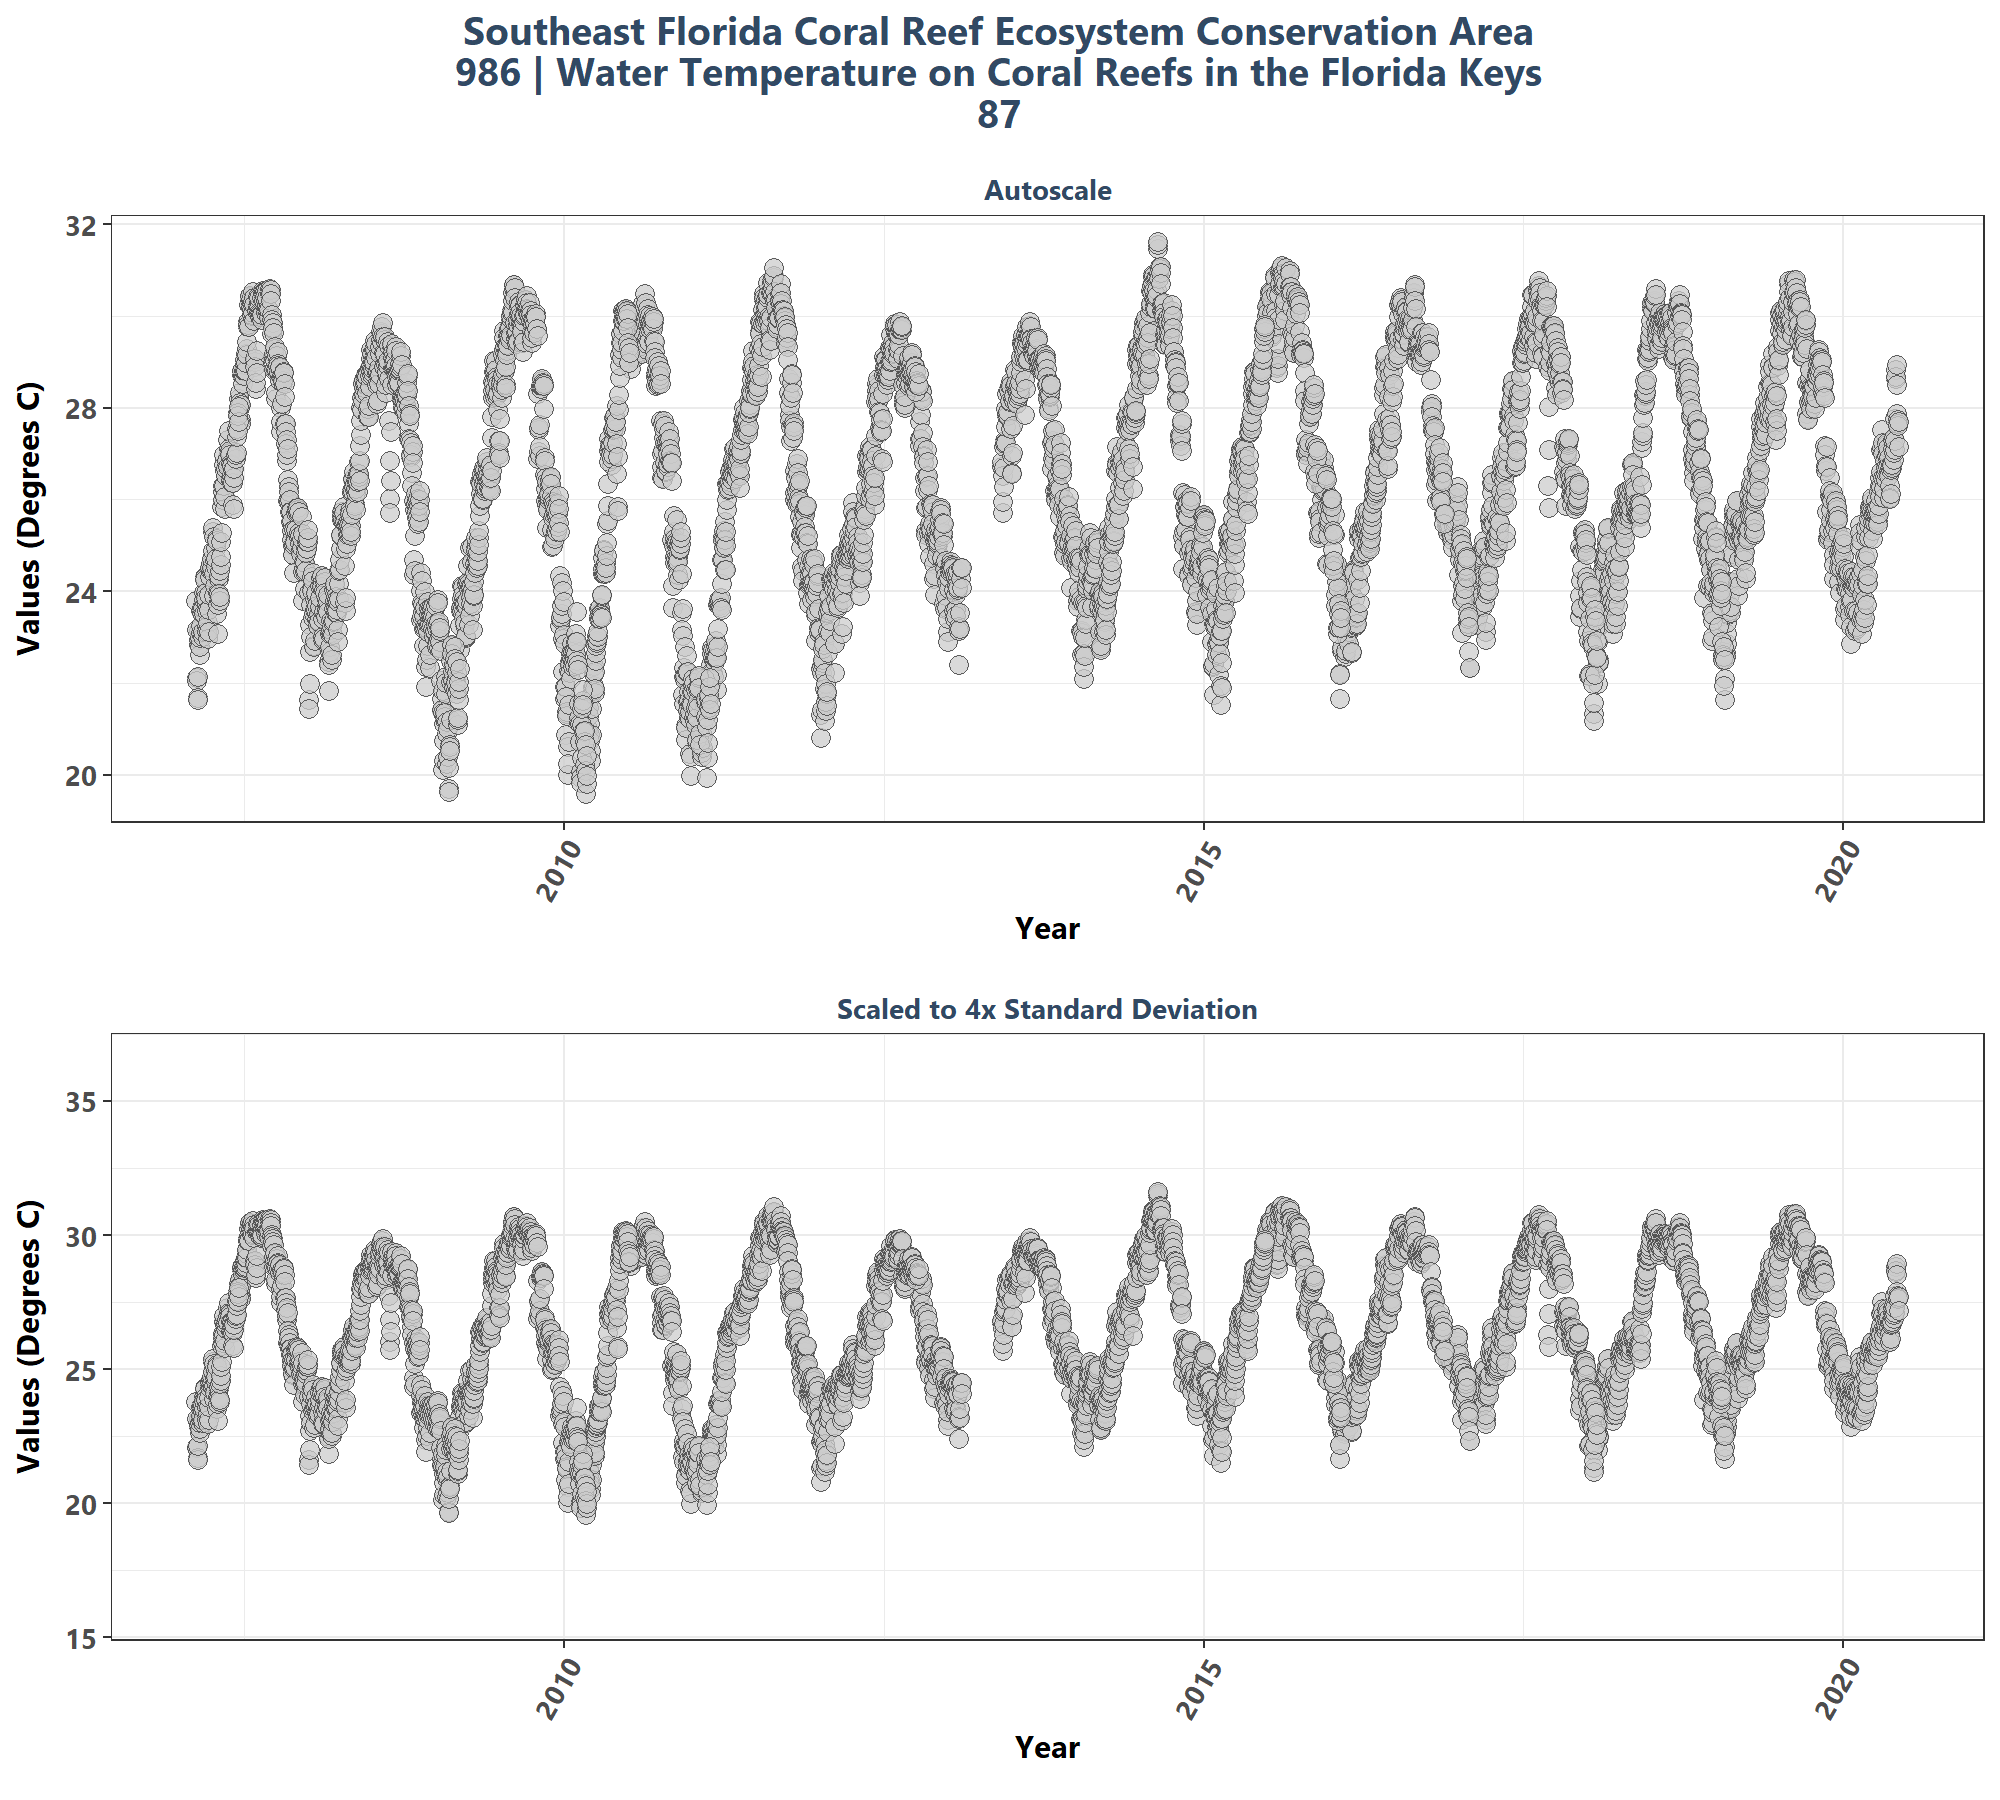 Southeast Florida Coral Reef Ecosystem Conservation Area
986 | Water Temperature on Coral Reefs in the Florida Keys
87
Autoscale
Values (Degrees C)
32
28
24
20
2010
2015
2020
Year
Scaled to 4x Standard Deviation
Values (Degrees C)
35
30
25
20
15
2010
2015
2020
Year